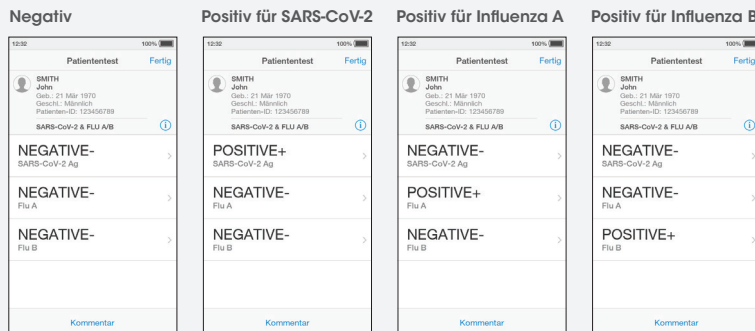 Negativ
12:32 100%
Patiententest Fertig
SMITH
John
Geb.: 21 Mär 1970
Geschl.: Männlich
Patienten-ID: 123456789
SARS-CoV-2 & FLU A/B
NEGATIVE-
SARS-CoV-2 Ag
NEGATIVE-
Flu A
NEGATIVE-
Flu B
Kommentar
Positiv für SARS-CoV-2
12:32 100%
Patiententest Fertig
SMITH
John
Geb.: 21 Mär 1970
Geschl.: Männlich
Patienten-ID: 123456789
SARS-CoV-2 & FLU A/B
POSITIVE+
SARS-CoV-2 Ag
NEGATIVE-
Flu A
NEGATIVE-
Flu B
Kommentar
Positiv für Influenza A
12:32 100%
Patiententest Fertig
SMITH
John
Geb.: 21 Mär 1970
Geschl.: Männlich
Patienten-ID: 123456789
SARS-CoV-2 & FLU A/B
NEGATIVE-
SARS-CoV-2 Ag
POSITIVE+
Flu A
NEGATIVE-
Flu B
Kommentar
Positiv für Influenza B
12:32 100%
Patiententest Fertig
SMITH
John
Geb.: 21 Mär 1970
Geschl.: Männlich
Patienten-ID: 123456789
SARS-CoV-2 & FLU A/B
NEGATIVE-
SARS-CoV-2 Ag
NEGATIVE-
Flu A
POSITIVE+
Flu B
Kommentar